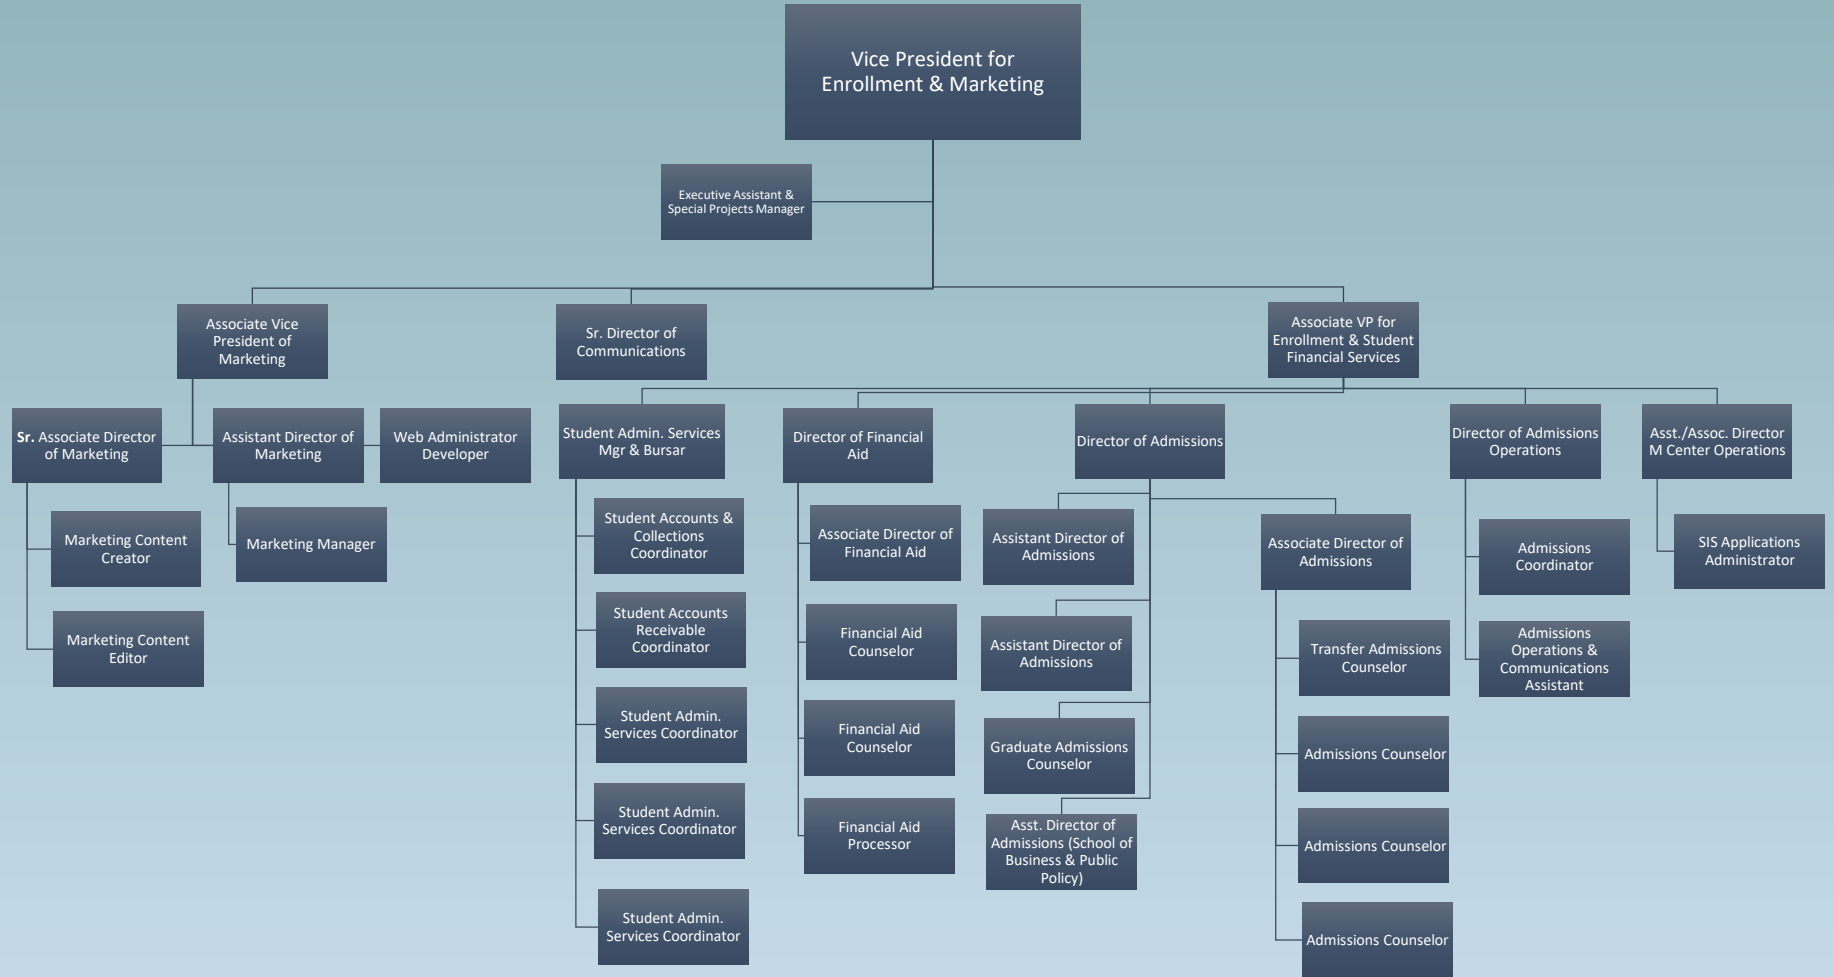 Vice President for
Enrollment & Marketing
Executive Assistant &
Special Projects Manager
Associate Vice
President of
Marketing
Sr. Director of
Communications
Associate VP for
Enrollment & Student
Financial Services
Sr. Associate Director
of Marketing
Assistant Director of
Marketing
Web Administrator
Developer
Student Admin. Services
Mgr & Bursar
Director of Financial
Aid
Director of Admissions
Director of Admissions
Operations
Asst./Assoc. Director
M Center Operations
Marketing Content
Creator
Marketing Content
Editor
Marketing Manager
Student Accounts &
Collections
Coordinator
Student Accounts
Receivable
Coordinator
Student Admin.
Services Coordinator
Student Admin.
Services Coordinator
Student Admin.
Services Coordinator
Associate Director of
Financial Aid
Financial Aid
Counselor
Financial Aid
Counselor
Financial Aid
Processor
Assistant Director of
Admissions
Assistant Director of
Admissions
Graduate Admissions
Counselor
Asst. Director of
Admissions (School of
Business & Public
Policy)
Associate Director of
Admissions
Transfer Admissions
Counselor
Admissions Counselor
Admissions Counselor
Admissions Counselor
Admissions
Coordinator
Admissions
Operations &
Communications
Assistant
SIS Applications
Administrator